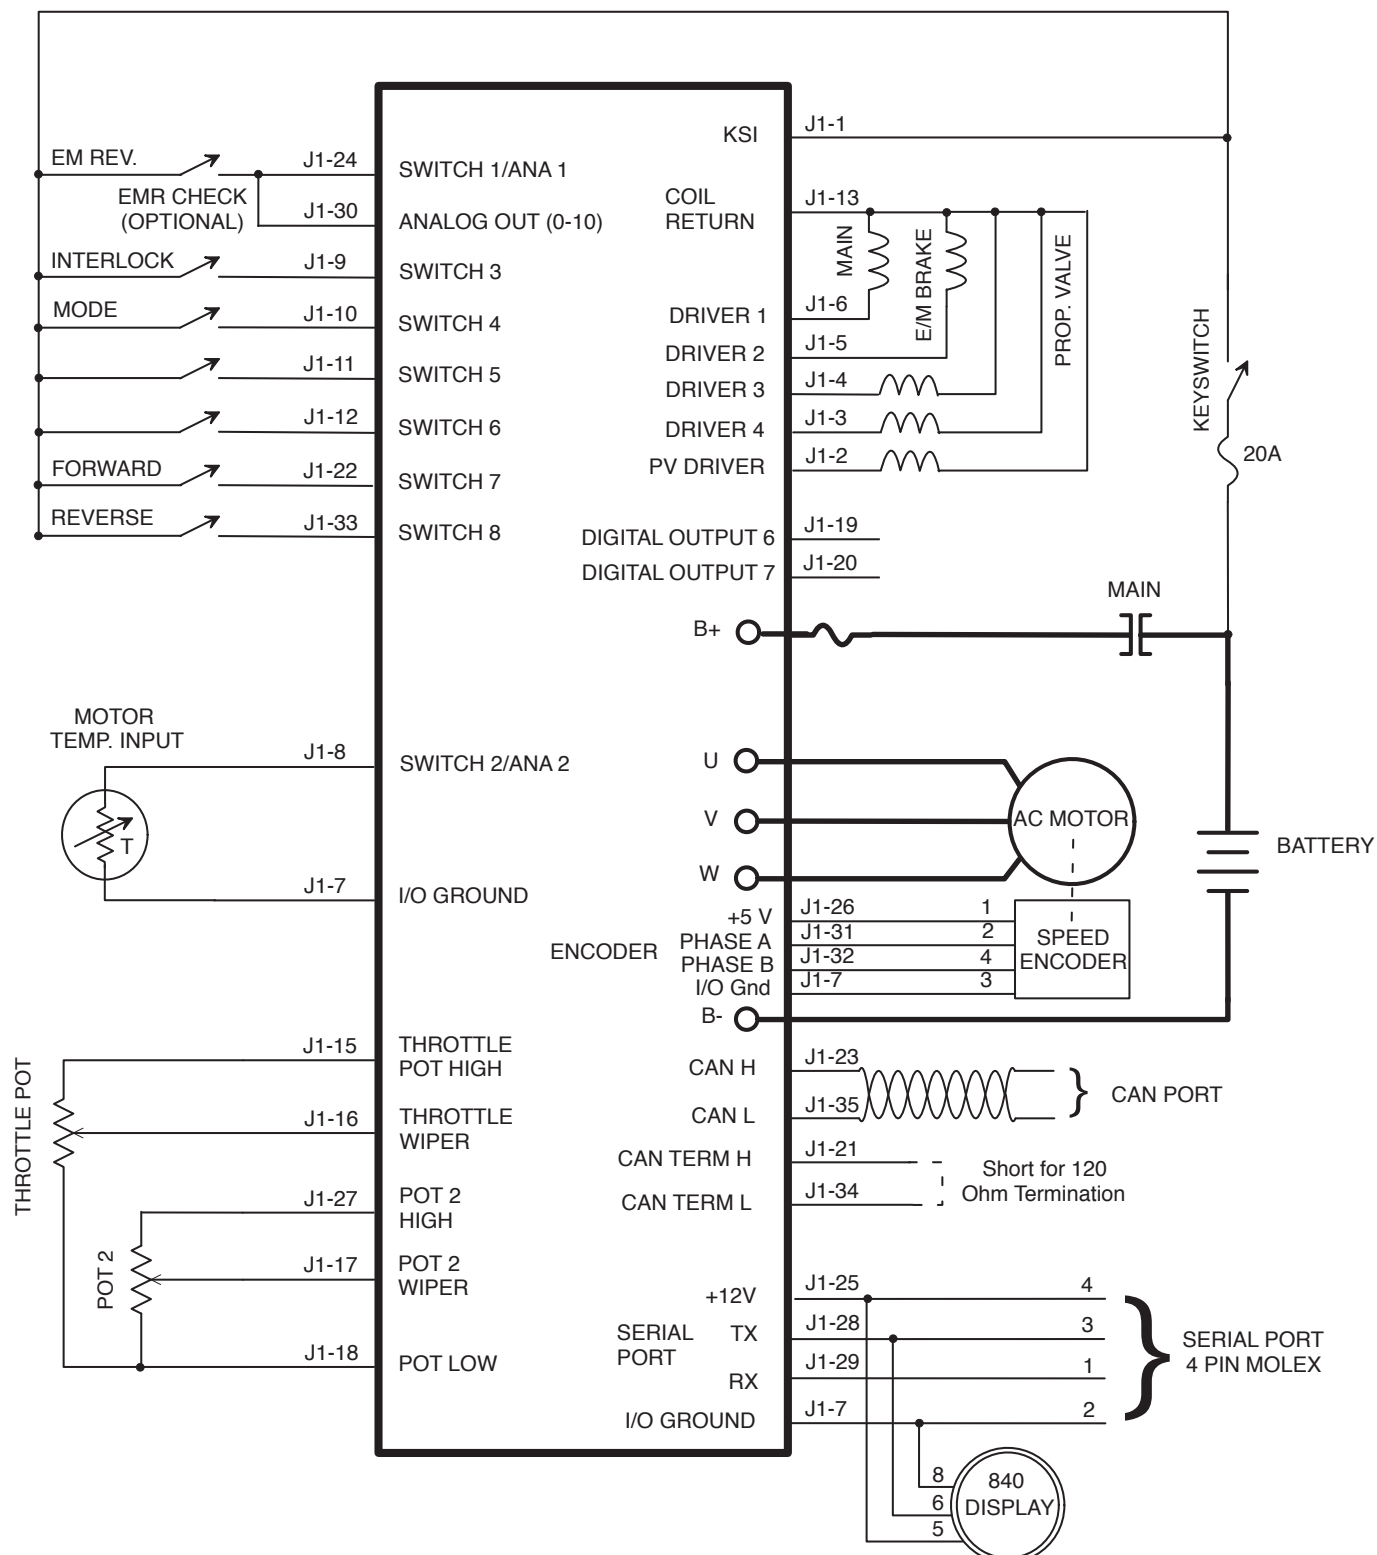 KSI
J1-1
EM REV.
J1-24
SWITCH 1/ANA 1
EMR CHECK
(OPTIONAL)
J1-30
ANALOG OUT (0-10)
INTERLOCK
J1-9
SWITCH 3
MODE
J1-10
SWITCH 4
J1-11
SWITCH 5
J1-12
SWITCH 6
FORWARD
J1-22
SWITCH 7
REVERSE
J1-33
SWITCH 8
COIL
RETURN
J1-13
MAIN
E/M BRAKE
PROP. VALVE
DRIVER 1
J1-6
DRIVER 2
J1-5
DRIVER 3
J1-4
DRIVER 4
J1-3
PV DRIVER
J1-2
KEYSWITCH
20A
DIGITAL OUTPUT 6
J1-19
DIGITAL OUTPUT 7
J1-20
B+
MAIN
MOTOR
TEMP. INPUT
T
J1-8
SWITCH 2/ANA 2
J1-7
I/O GROUND
U
V
W
AC MOTOR
BATTERY
ENCODER
+5 V
J1-26
1
PHASE A
J1-31
2
PHASE B
J1-32
4
I/O Gnd
J1-7
3
SPEED
ENCODER
B-
THROTTLE POT
J1-15
THROTTLE
POT HIGH
J1-16
THROTTLE
WIPER
POT 2
J1-27
POT 2
HIGH
J1-17
POT 2
WIPER
J1-18
POT LOW
CAN H
J1-23
CAN L
J1-35
CAN PORT
CAN TERM H
J1-21
CAN TERM L
J1-34
Short for 120
Ohm Termination
SERIAL
PORT
+12V
J1-25
4
TX
J1-28
3
RX
J1-29
1
I/O GROUND
J1-7
2
SERIAL PORT
4 PIN MOLEX
8
6
5
840
DISPLAY